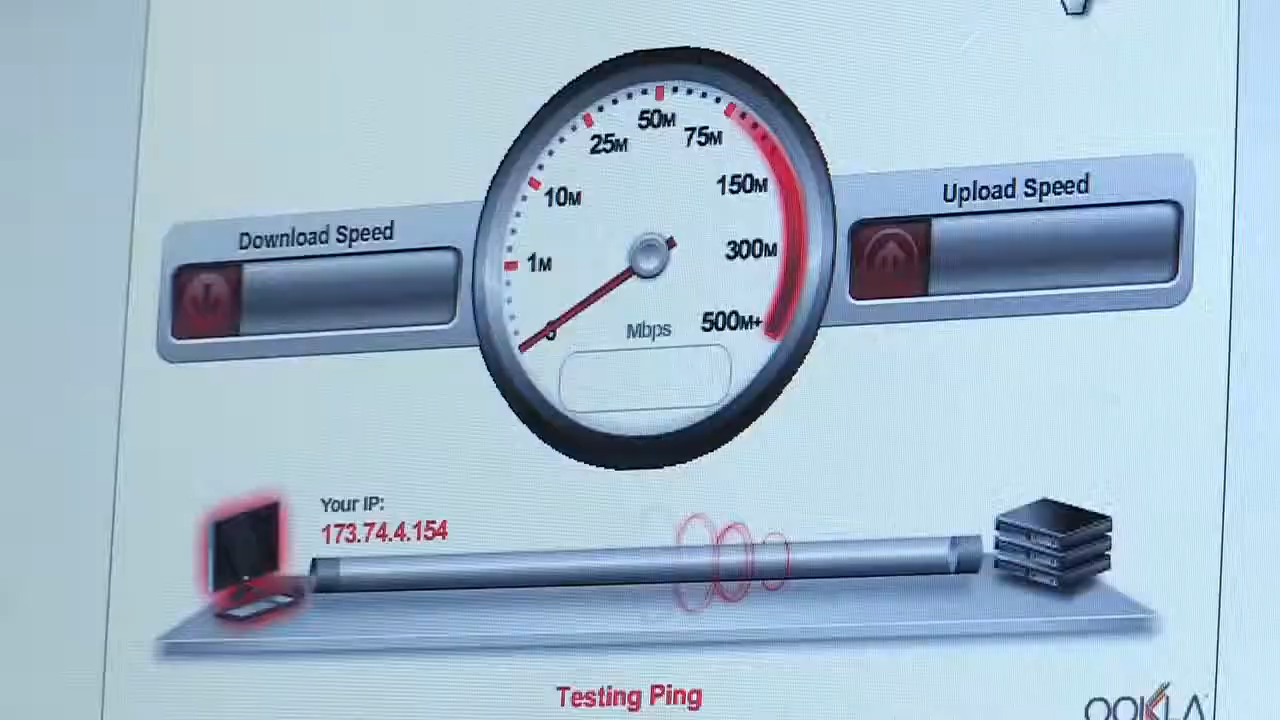 Download Speed
Upload Speed
0
1M
10M
25M
50M
75M
150M
300M
500M+
Mbps
Your IP:
173.74.4.154
Testing Ping
OOKLA